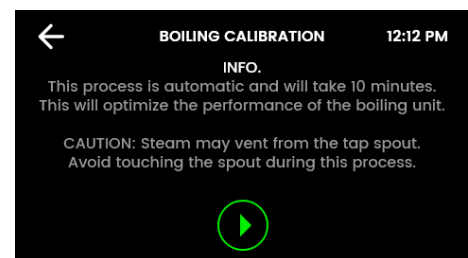 BOILING CALIBRATION 12:12 PM
INFO.
This process is automatic and will take 10 minutes.
This will optimize the performance of the boiling unit.
CAUTION: Steam may vent from the tap spout.
Avoid touching the spout during this process.